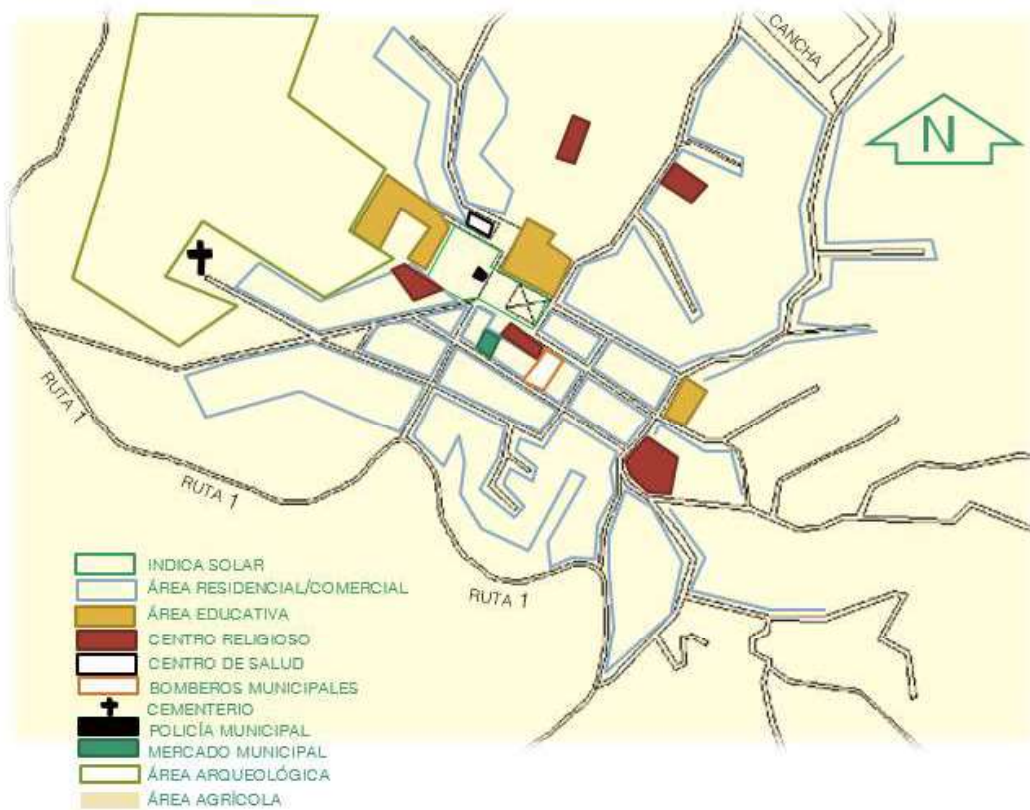 CANCHA
N
RUTA 1
RUTA 1
RUTA 1
INDICA SOLAR
ÁREA RESIDENCIAL/COMERCIAL
ÁREA EDUCATIVA
CENTRO RELIGIOSO
CENTRO DE SALUD
BOMBEROS MUNICIPALES
CEMENTERIO
POLICÍA MUNICIPAL
MERCADO MUNICIPAL
ÁREA ARQUEOLÓGICA
ÁREA AGRÍCOLA